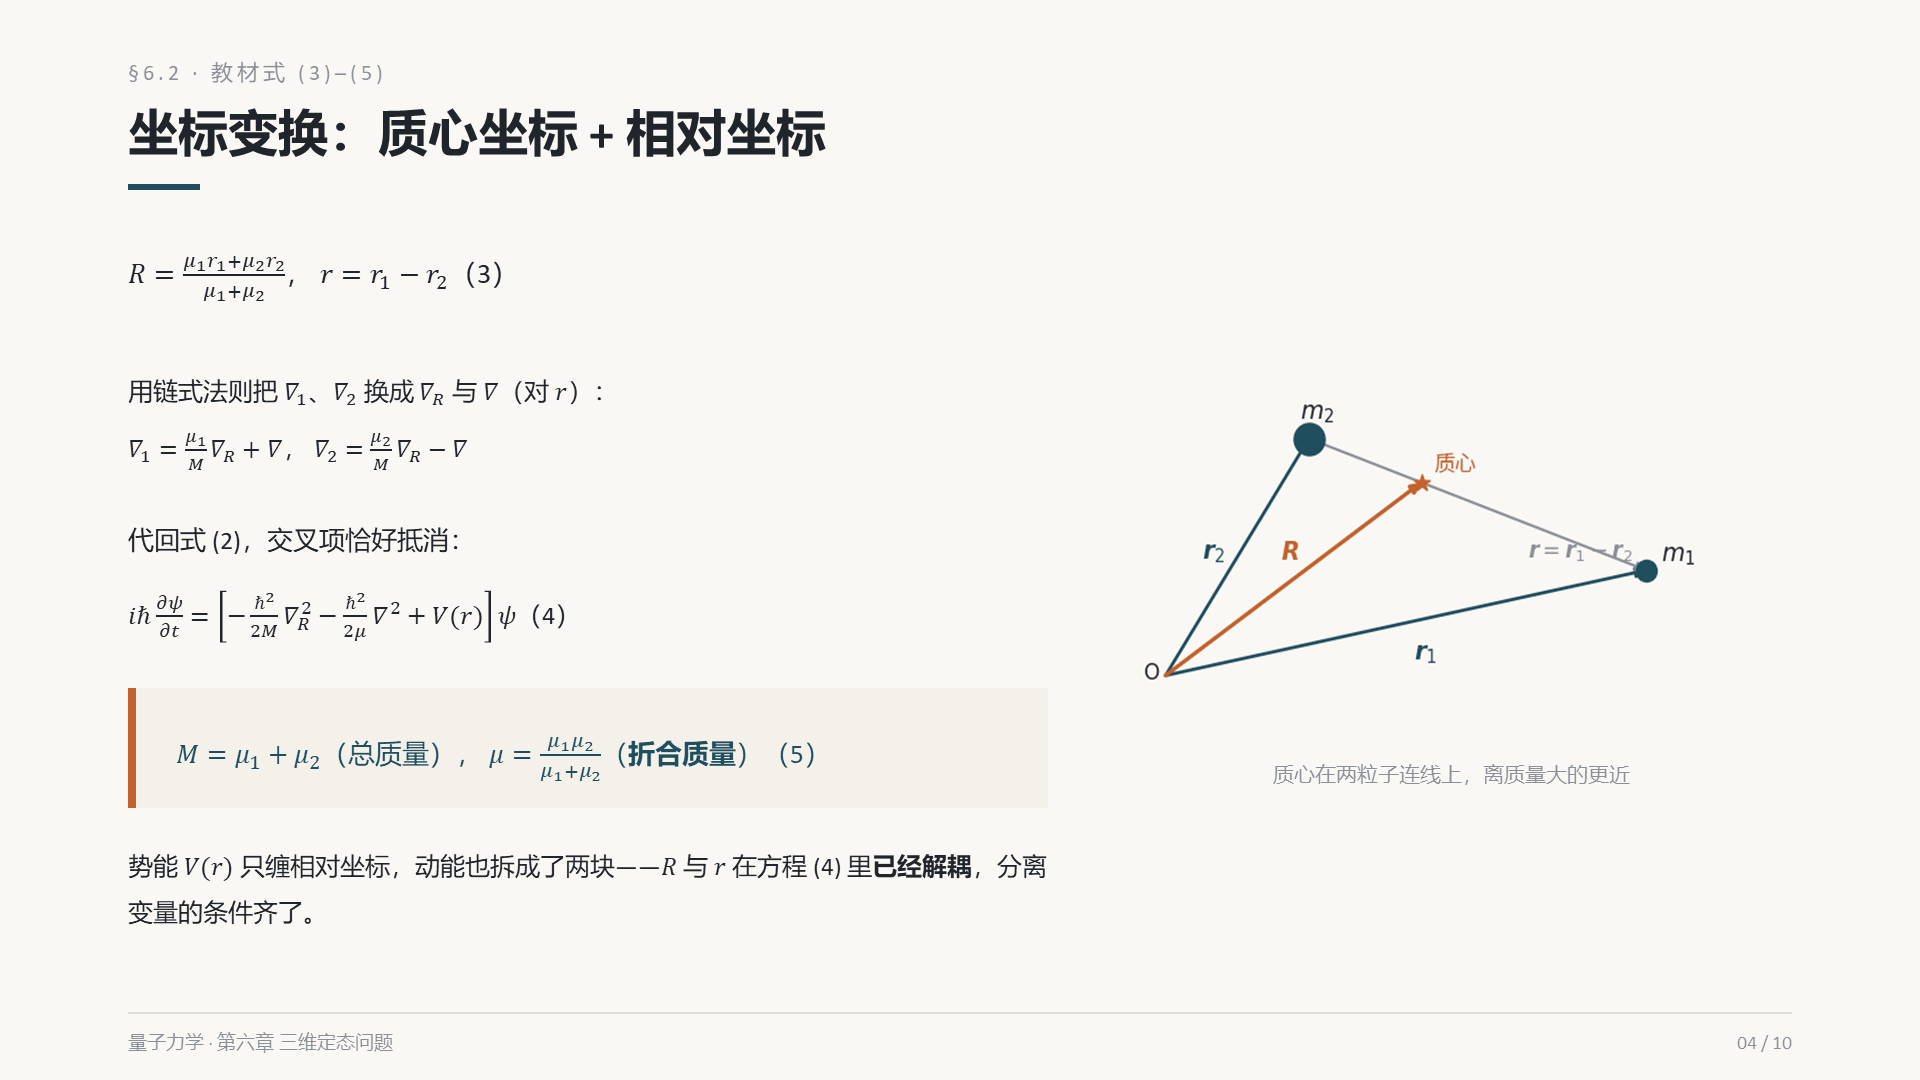 §6.2 · 教材式 (3)–(5)
坐标变换：质心坐标 + 相对坐标
R = (μ₁r₁+μ₂r₂)/(μ₁+μ₂)， r = r₁ − r₂（3）
用链式法则把 ∇₁、∇₂ 换成 ∇_R 与 ∇（对 r）:
∇₁ = μ₁/M ∇_R + ∇， ∇₂ = μ₂/M ∇_R − ∇
代回式 (2)，交叉项恰好抵消：
iħ ∂ψ/∂t = [−ħ²/2M ∇_R² − ħ²/2μ ∇² + V(r)] ψ（4）
M = μ₁ + μ₂（总质量）， μ = μ₁μ₂/(μ₁+μ₂)（折合质量）（5）
势能 V(r) 只缠相对坐标，动能也拆成了两块——R 与 r 在方程 (4) 里已经解耦，分离
变量的条件齐了。
m₂
质心
r₂
R
r = r₁ − r₂
m₁
r₁
O
质心在两粒子连线上，离质量大的更近
量子力学 · 第六章 三维定态问题
04 / 10